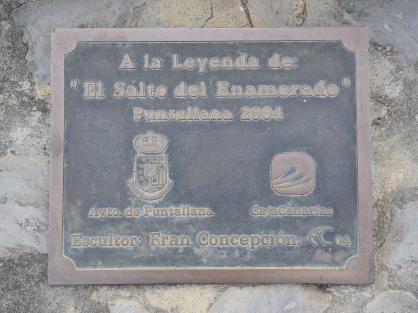 A la Leyenda de:
"El Salto del Enamorado"
Puntallana 2004
Ayto. de Puntallana
Cajacanarias
Escultor: Fran Concepción